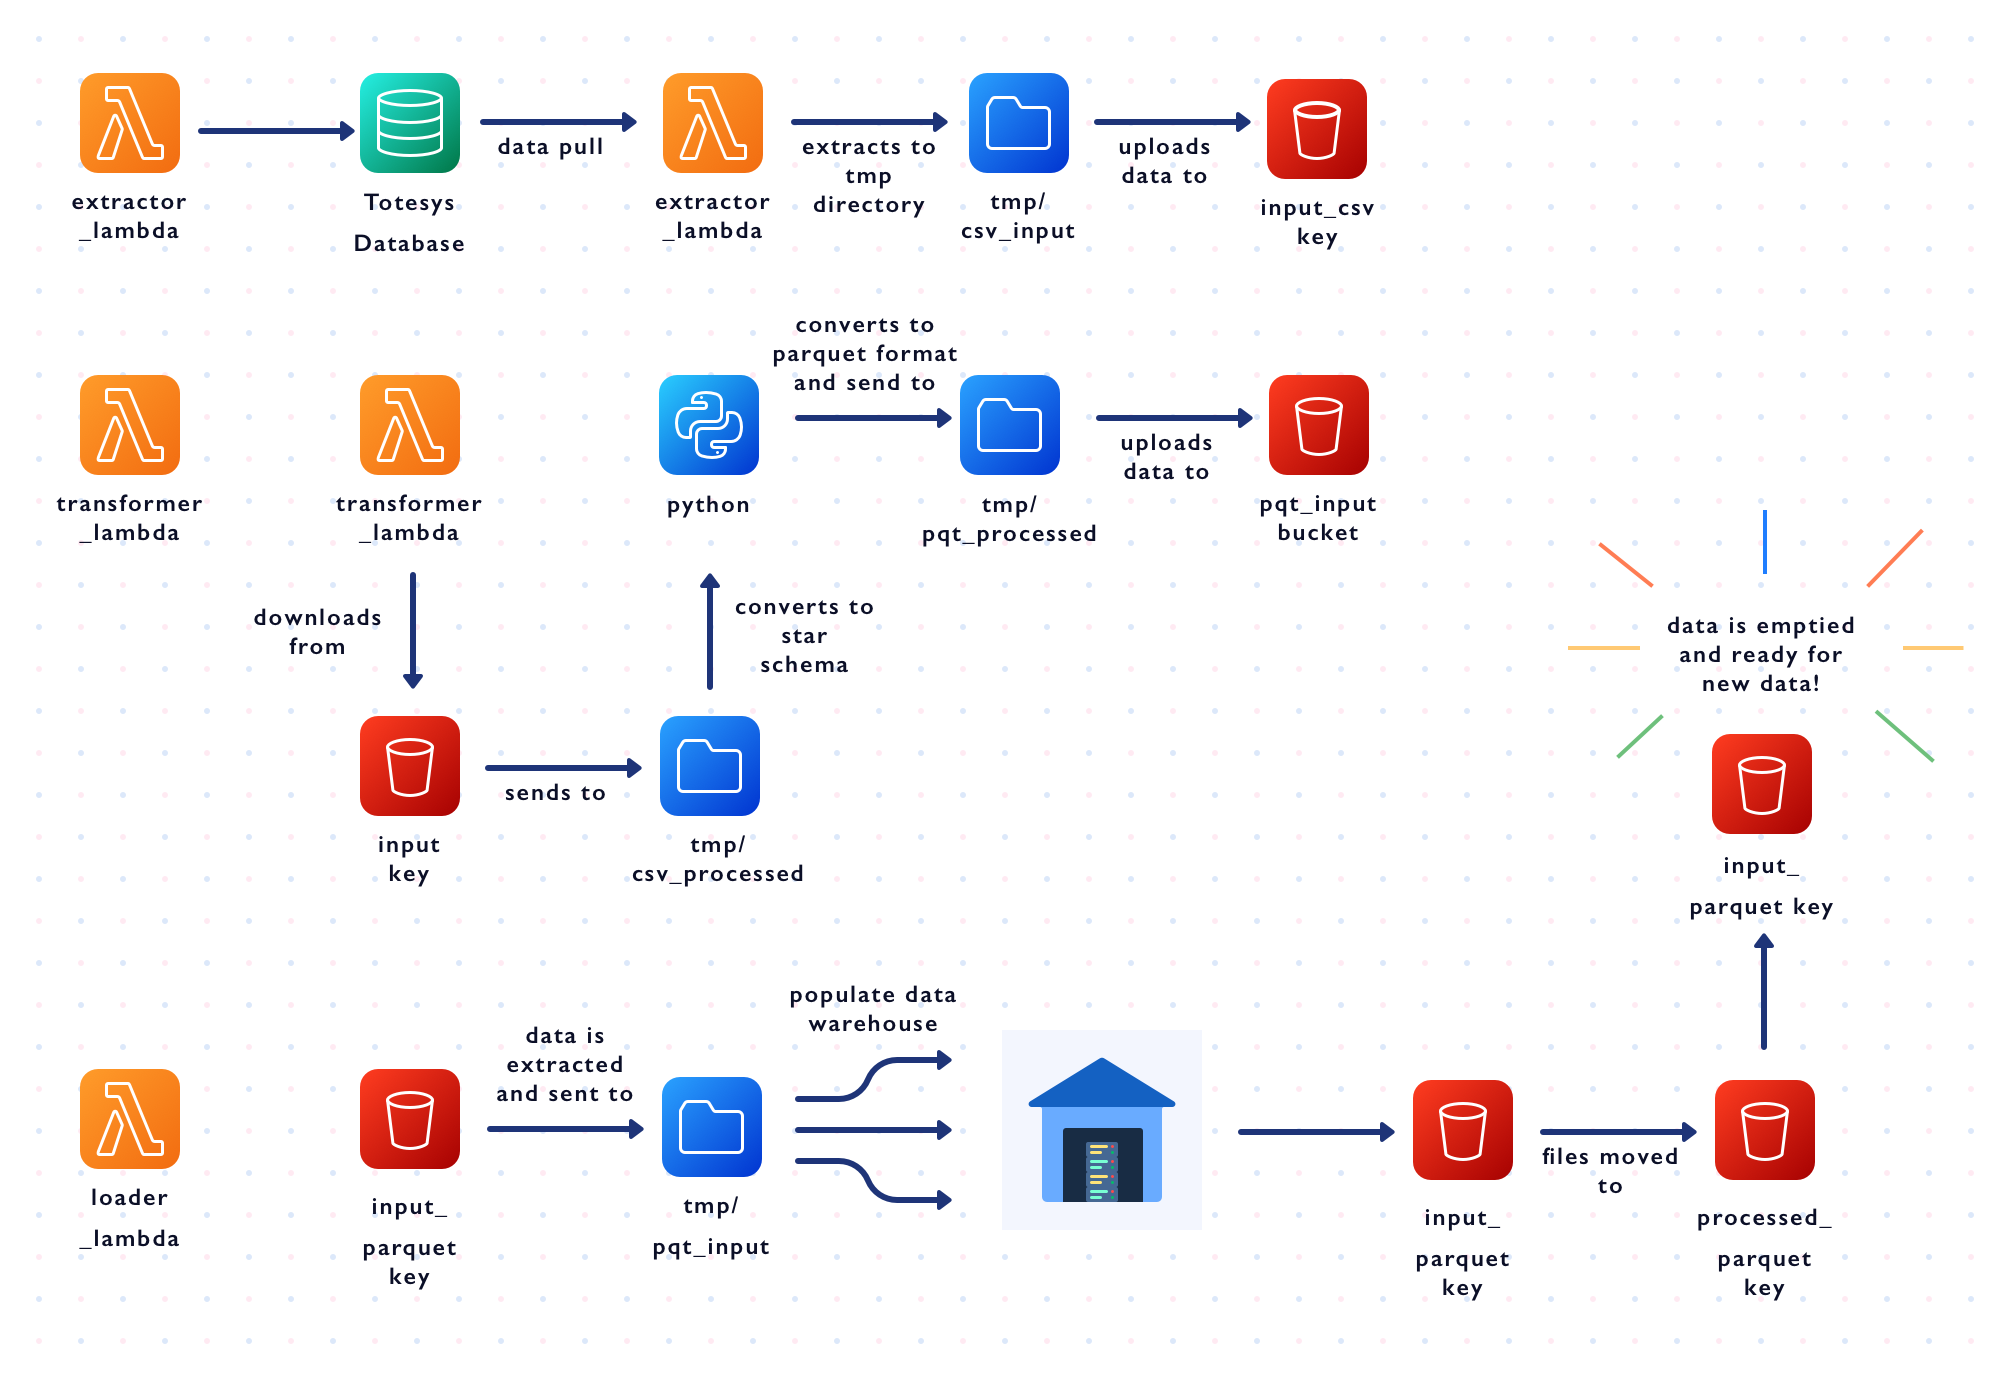 extractor
_lambda
Totesys
Database
data pull
extractor
_lambda
extracts to
tmp
directory
tmp/
csv_input
uploads
data to
input_csv
key
transformer
_lambda
transformer
_lambda
downloads
from
input
key
sends to
tmp/
csv_processed
converts to
star
schema
python
converts to
parquet format
and send to
tmp/
pqt_processed
uploads
data to
pqt_input
bucket
loader
_lambda
input_
parquet
key
data is
extracted
and sent to
tmp/
pqt_input
populate data
warehouse
input_
parquet
key
files moved
to
processed_
parquet
key
input_
parquet key
data is emptied
and ready for
new data!